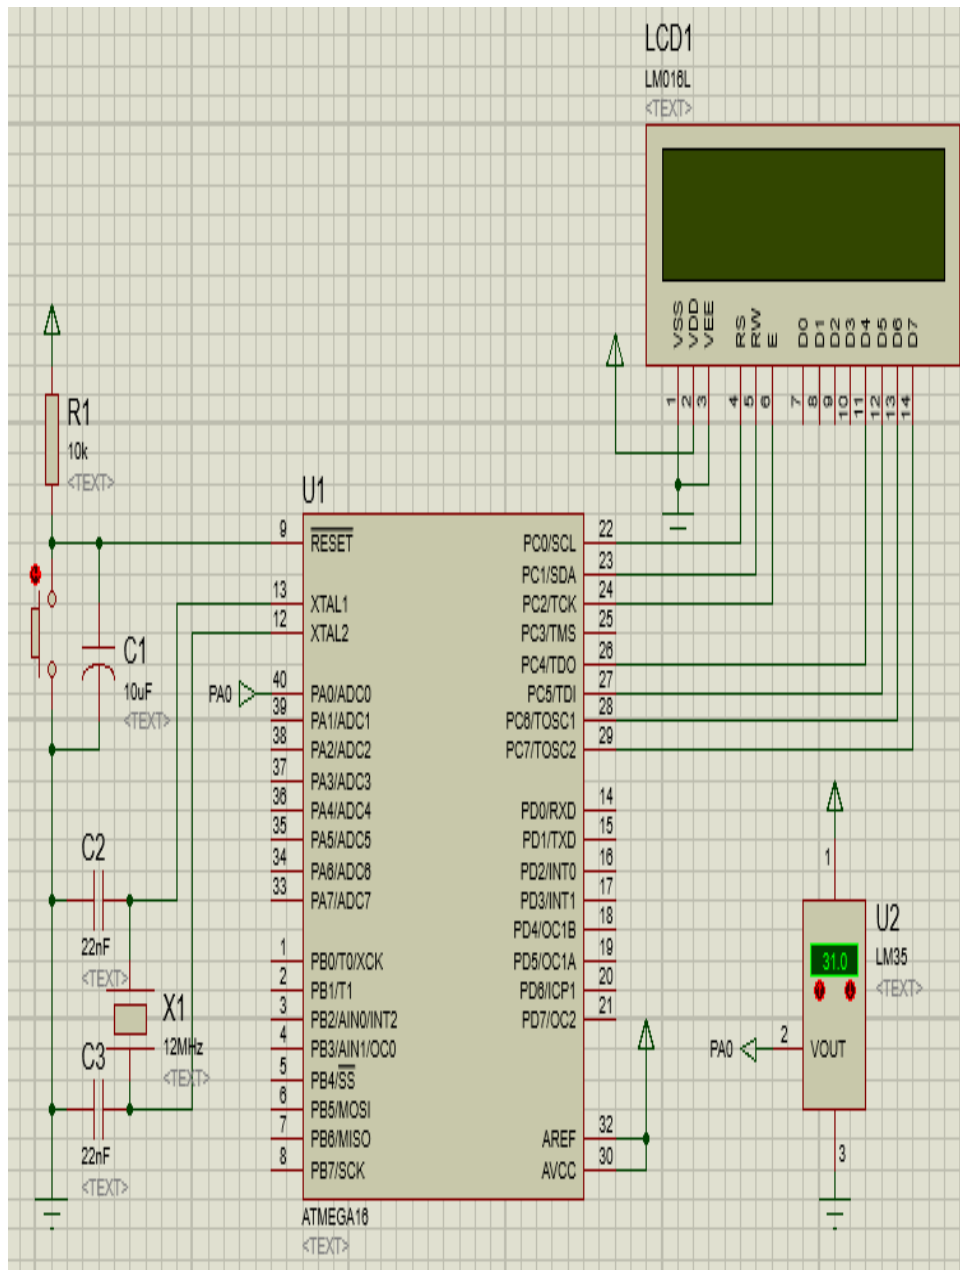 LCD1
LM016L
<TEXT>
VSS
VDD
VEE
RS
RW
E
D0
D1
D2
D3
D4
D5
D6
D7
1
2
3
4
5
6
7
8
9
10
11
12
13
14
R1
10k
<TEXT>
C1
10uF
<TEXT>
C2
22nF
<TEXT>
X1
12MHz
<TEXT>
C3
22nF
<TEXT>
U1
9 RESET
13 XTAL1
12 XTAL2
PA0
40 PA0/ADC0
39 PA1/ADC1
38 PA2/ADC2
37 PA3/ADC3
36 PA4/ADC4
35 PA5/ADC5
34 PA6/ADC6
33 PA7/ADC7
1 PB0/T0/XCK
2 PB1/T1
3 PB2/AIN0/INT2
4 PB3/AIN1/OC0
5 PB4/SS
6 PB5/MOSI
7 PB6/MISO
8 PB7/SCK
PC0/SCL 22
PC1/SDA 23
PC2/TCK 24
PC3/TMS 25
PC4/TDO 26
PC5/TDI 27
PC6/TOSC1 28
PC7/TOSC2 29
PD0/RXD 14
PD1/TXD 15
PD2/INT0 16
PD3/INT1 17
PD4/OC1B 18
PD5/OC1A 19
PD6/ICP1 20
PD7/OC2 21
AREF 32
AVCC 30
ATMEGA16
<TEXT>
1
U2
LM35
<TEXT>
31.0
PA0
2 VOUT
3